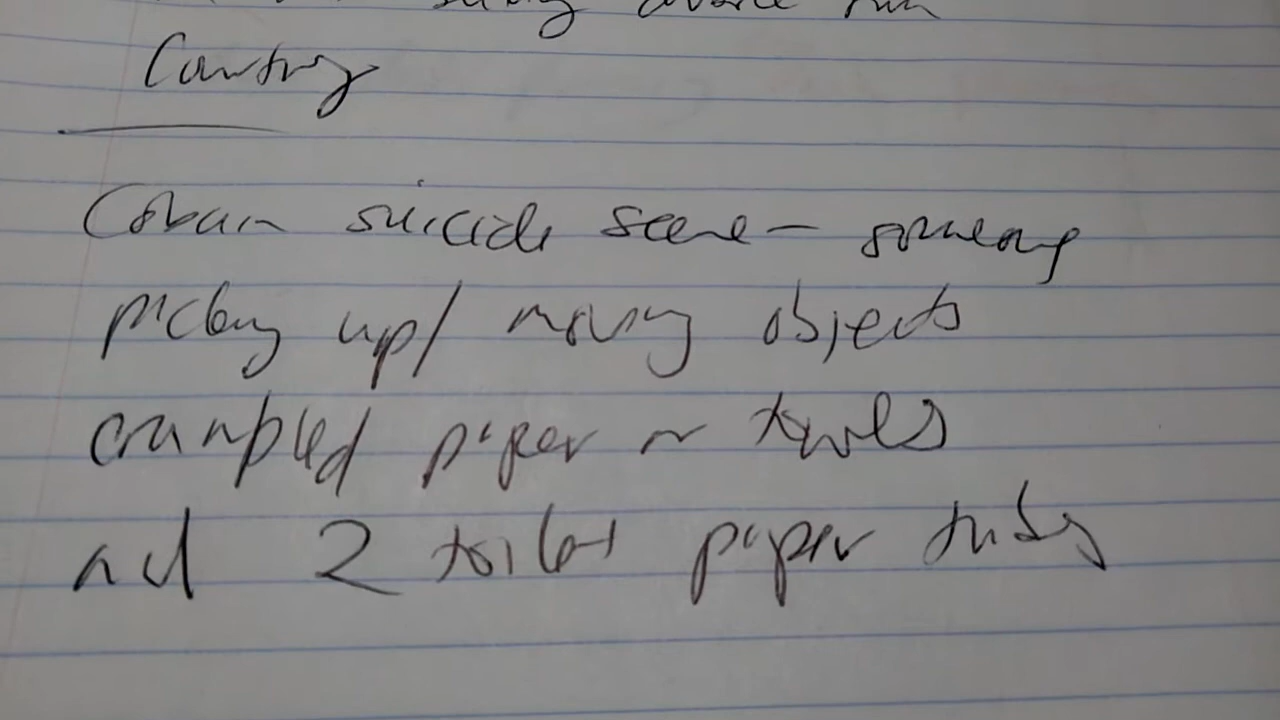 Country
Cobain suicide scene - someone
picking up/ moving objects
crumpled paper or towels
and 2 toilet paper tubes